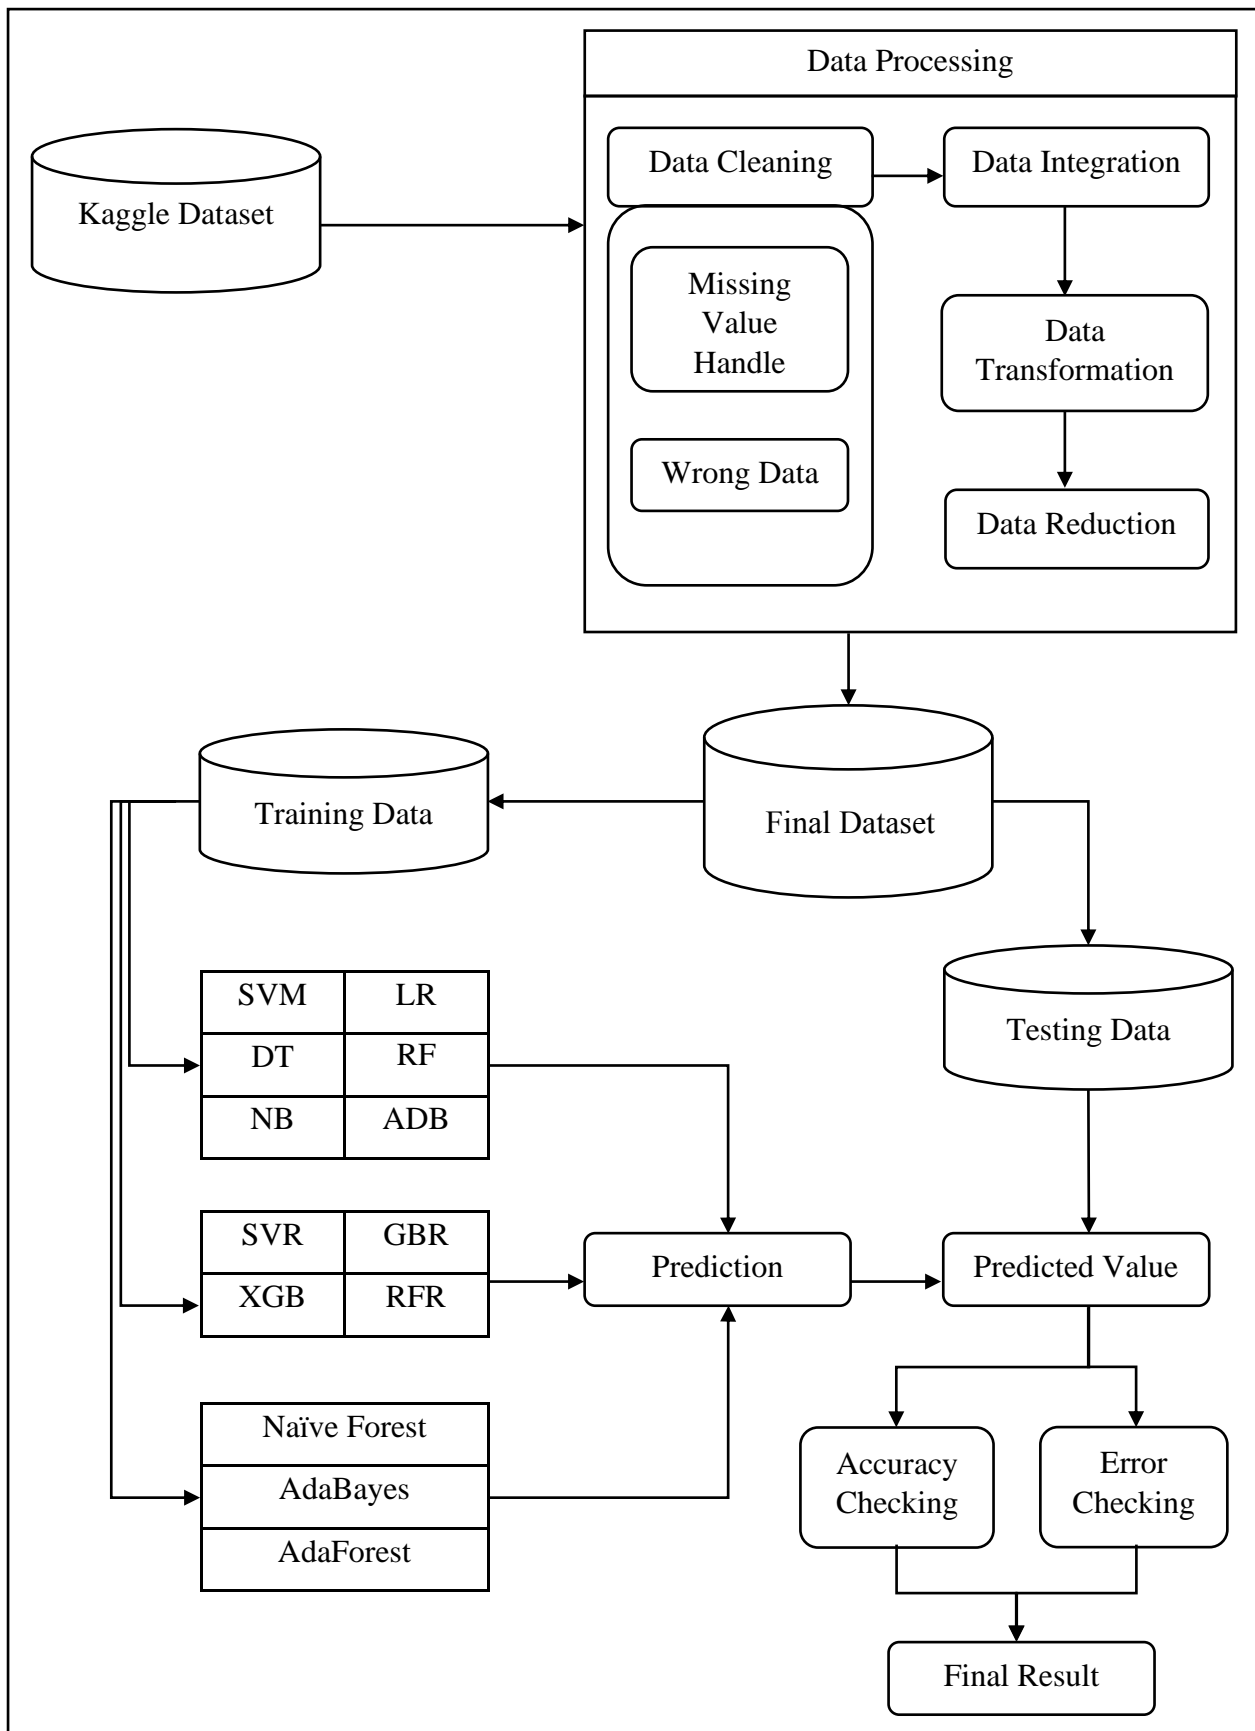 Data Processing
Kaggle Dataset
Data Cleaning
Data Integration
Missing
Value
Handle
Data
Transformation
Wrong Data
Data Reduction
Training Data
Final Dataset
Testing Data
SVM LR
DT RF
NB ADB
SVR GBR
XGB RFR
Prediction
Predicted Value
Naïve Forest
AdaBayes
AdaForest
Accuracy
Checking
Error
Checking
Final Result